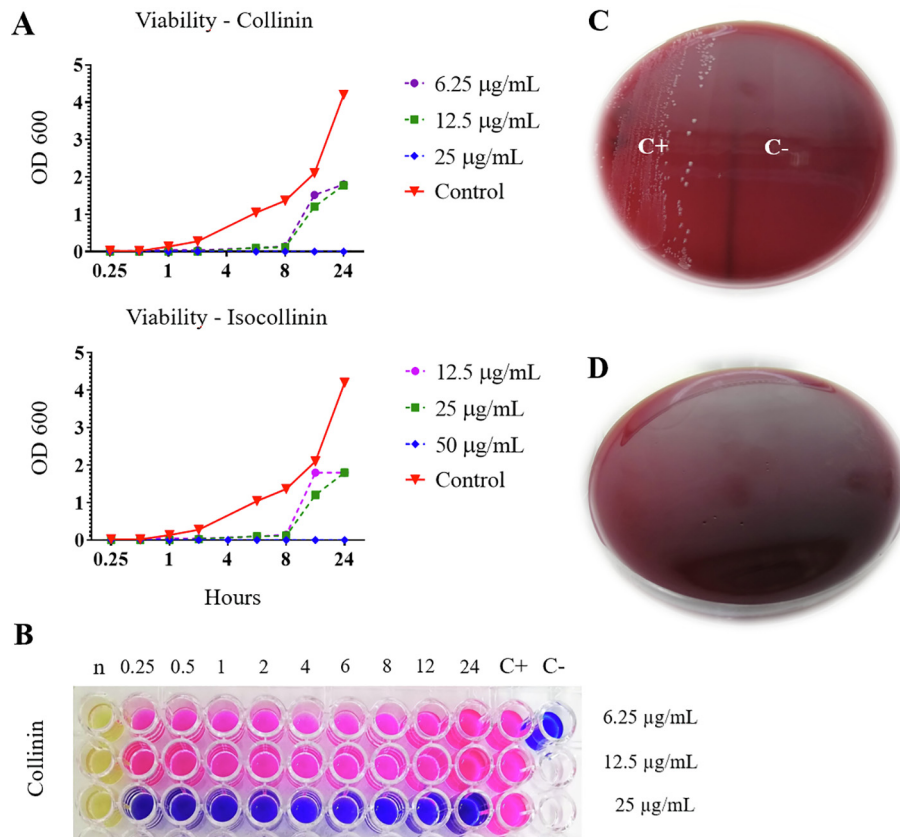 A
Viability - Collinin
OD 600
5
4
3
2
1
0
0.25 1 4 8 24
6.25 µg/mL
12.5 µg/mL
25 µg/mL
Control
Viability - Isocollinin
OD 600
5
4
3
2
1
0
0.25 1 4 8 24
Hours
12.5 µg/mL
25 µg/mL
50 µg/mL
Control
C
C+ C-
D
B
n 0.25 0.5 1 2 4 6 8 12 24 C+ C-
Collinin
6.25 µg/mL
12.5 µg/mL
25 µg/mL